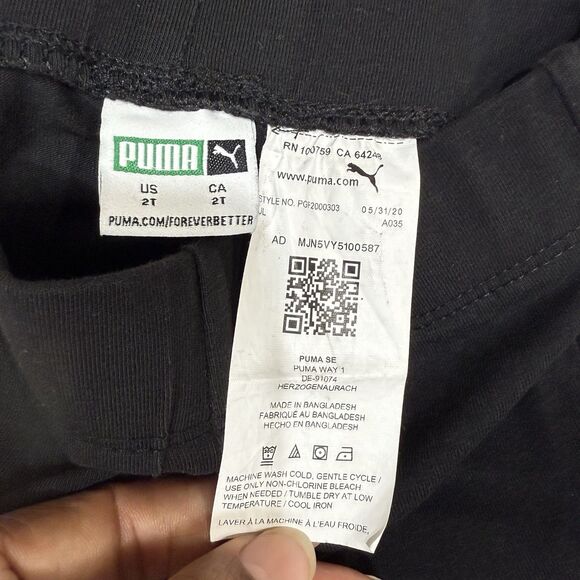 PUMA
US CA
2T 2T
PUMA.COM/FOREVERBETTER
RN 100759 CA 64248
www.puma.com
STYLE NO. PGP2000303 05/31/20
A035
AD MJN5VY5100587
PUMA SE
PUMA WAY 1
DE-91074
HERZOGENAURACH
MADE IN BANGLADESH
FABRIQUÉ AU BANGLADESH
HECHO EN BANGLADESH
MACHINE WASH COLD, GENTLE CYCLE /
USE ONLY NON-CHLORINE BLEACH
WHEN NEEDED / TUMBLE DRY AT LOW
TEMPERATURE / COOL IRON
LAVER À LA MACHINE À L'EAU FROIDE,